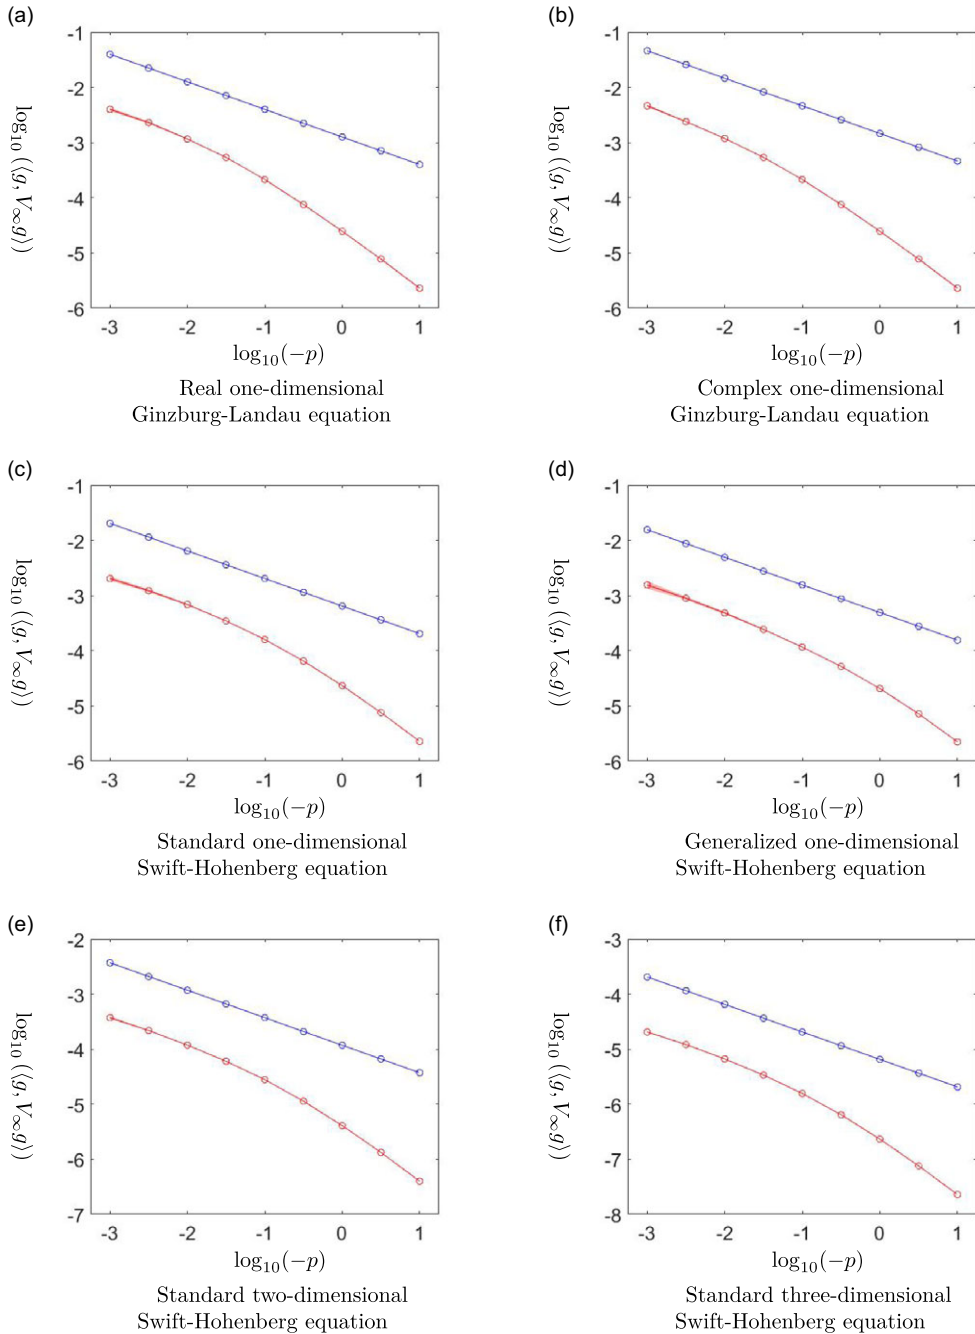 (a)
-1
-2
-3
-4
-5
-6
log₁₀ (⟨g, V∞g⟩)
-3 -2 -1 0 1
log₁₀(−p)
Real one-dimensional
Ginzburg-Landau equation
(b)
-1
-2
-3
-4
-5
-6
log₁₀ (⟨g, V∞g⟩)
-3 -2 -1 0 1
log₁₀(−p)
Complex one-dimensional
Ginzburg-Landau equation
(c)
-1
-2
-3
-4
-5
-6
log₁₀ (⟨g, V∞g⟩)
-3 -2 -1 0 1
log₁₀(−p)
Standard one-dimensional
Swift-Hohenberg equation
(d)
-1
-2
-3
-4
-5
-6
log₁₀ (⟨g, V∞g⟩)
-3 -2 -1 0 1
log₁₀(−p)
Generalized one-dimensional
Swift-Hohenberg equation
(e)
-2
-3
-4
-5
-6
-7
log₁₀ (⟨g, V∞g⟩)
-3 -2 -1 0 1
log₁₀(−p)
Standard two-dimensional
Swift-Hohenberg equation
(f)
-3
-4
-5
-6
-7
-8
log₁₀ (⟨g, V∞g⟩)
-3 -2 -1 0 1
log₁₀(−p)
Standard three-dimensional
Swift-Hohenberg equation